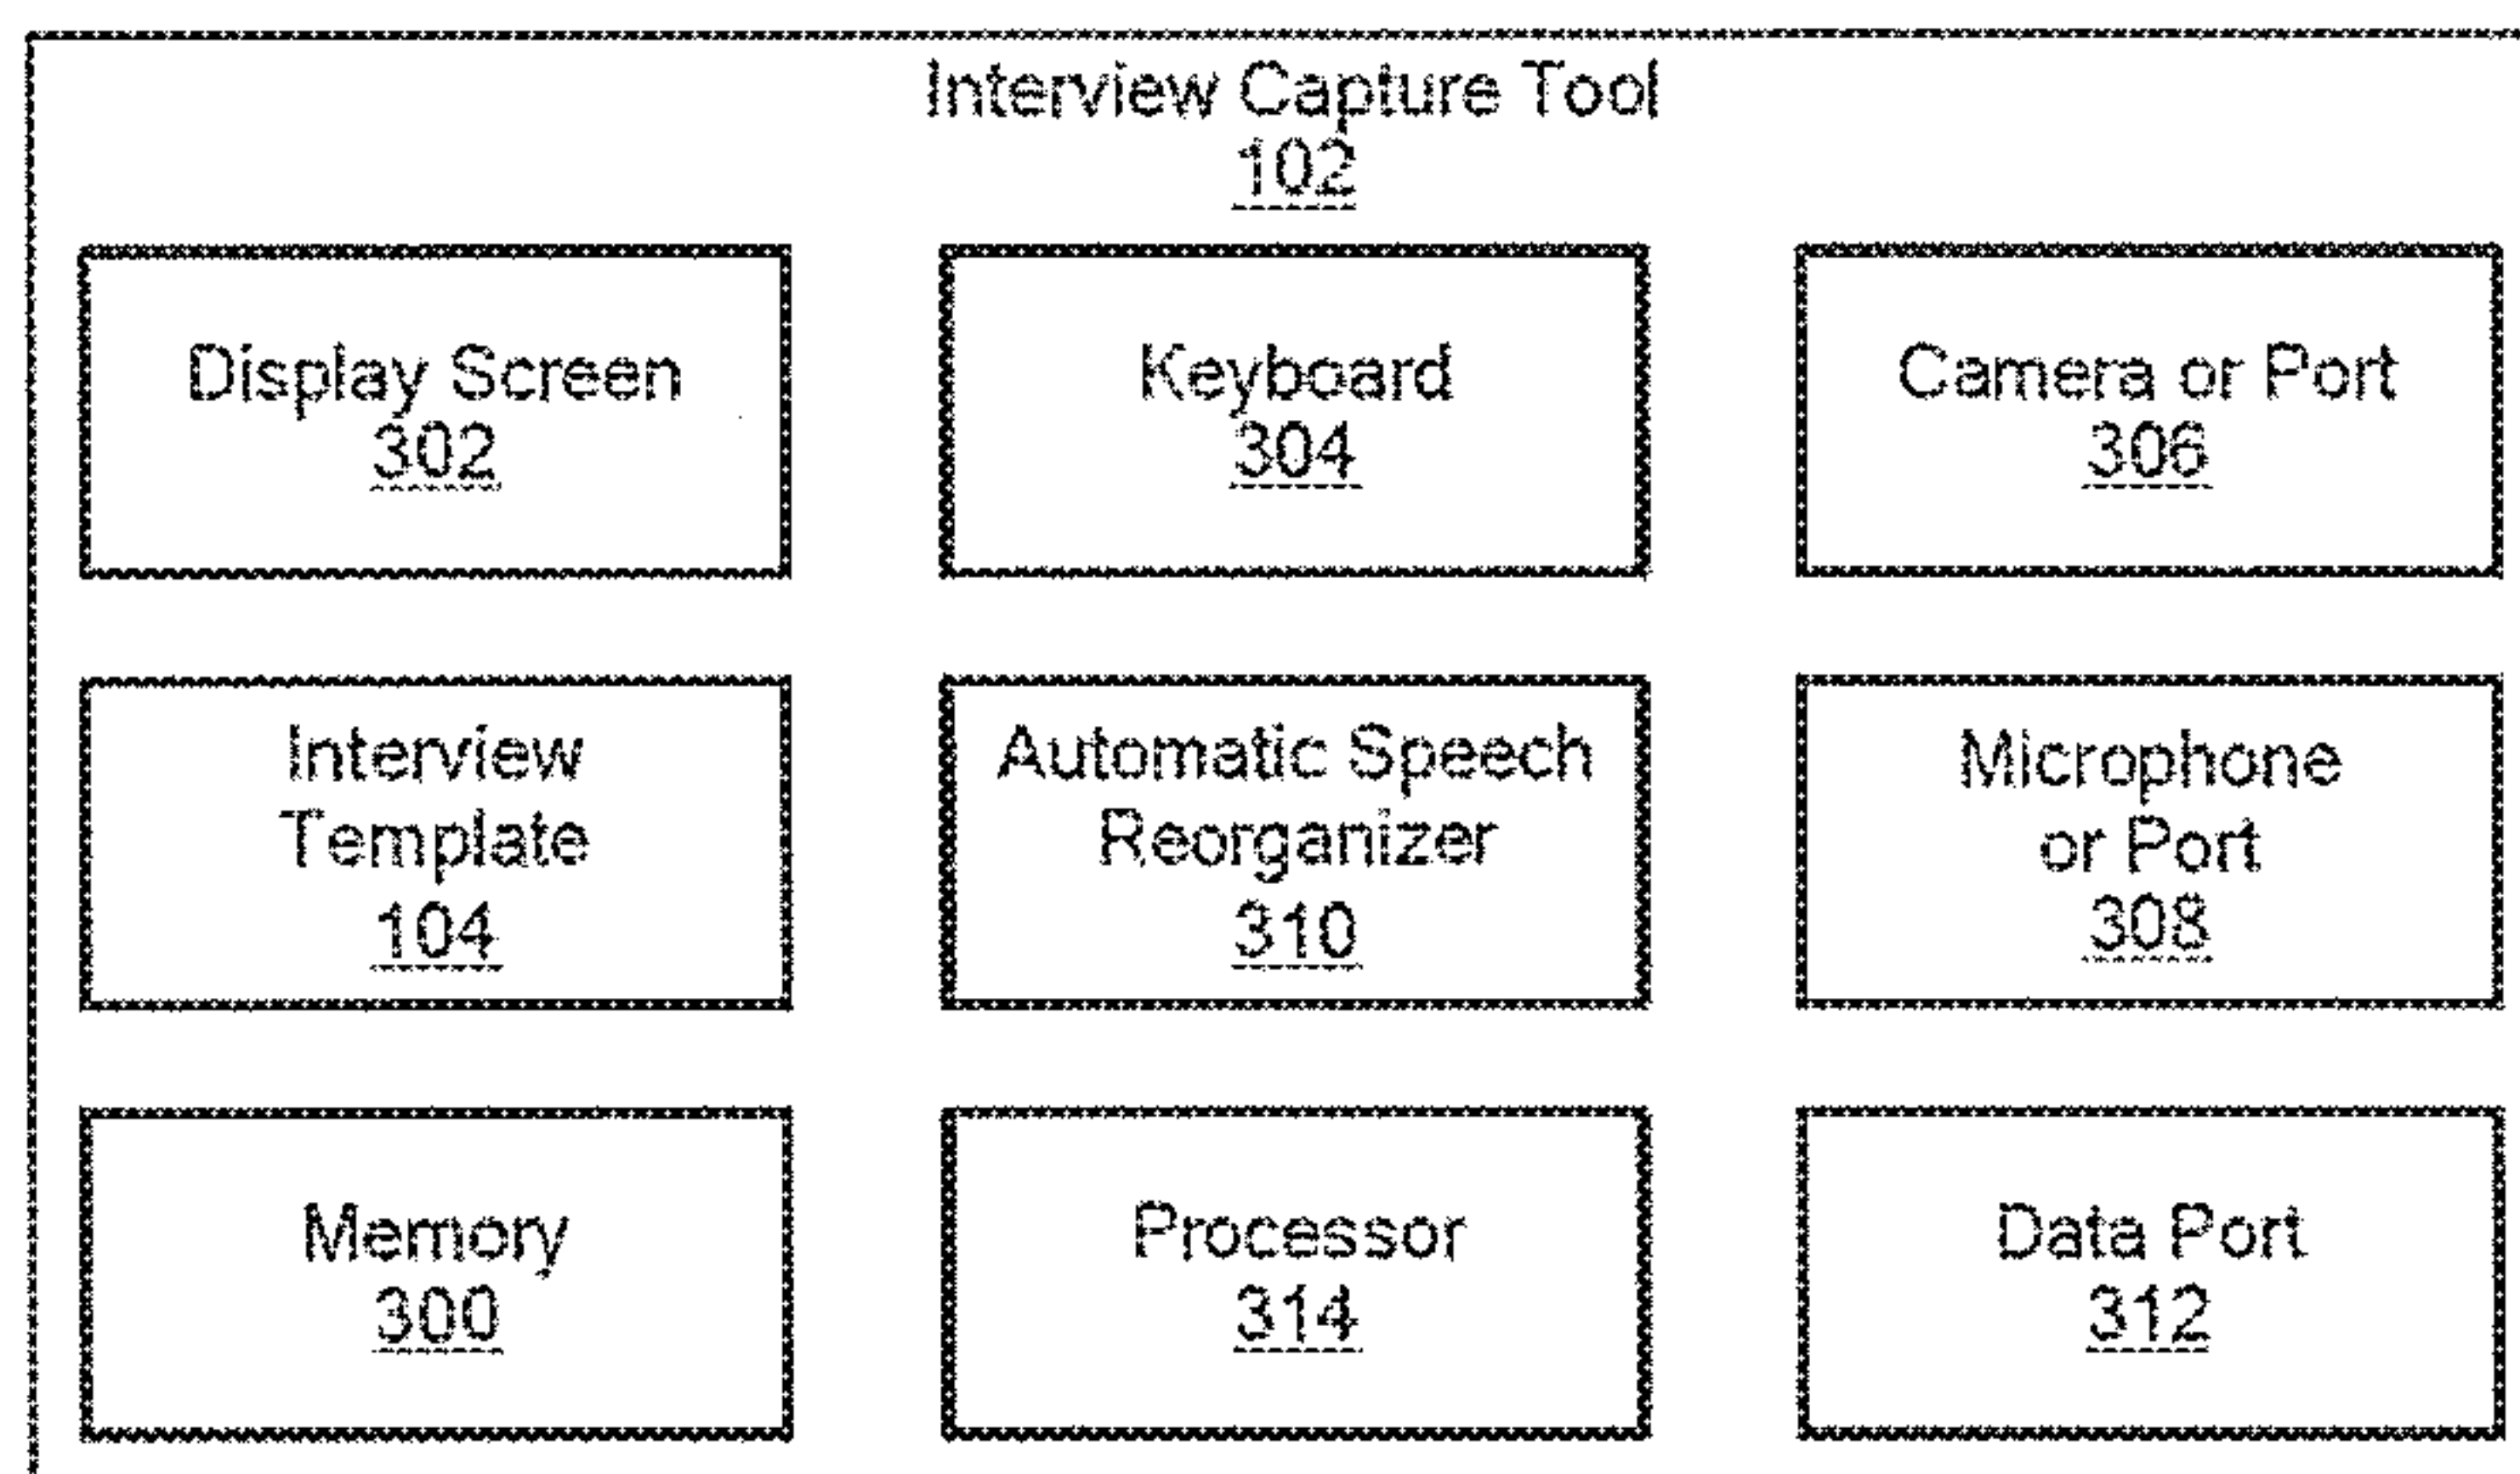 Interview Capture Tool
102
Display Screen
302
Keyboard
304
Camera or Port
306
Interview
Template
104
Automatic Speech
Reorganizer
310
Microphone
or Port
308
Memory
300
Processor
314
Data Port
312